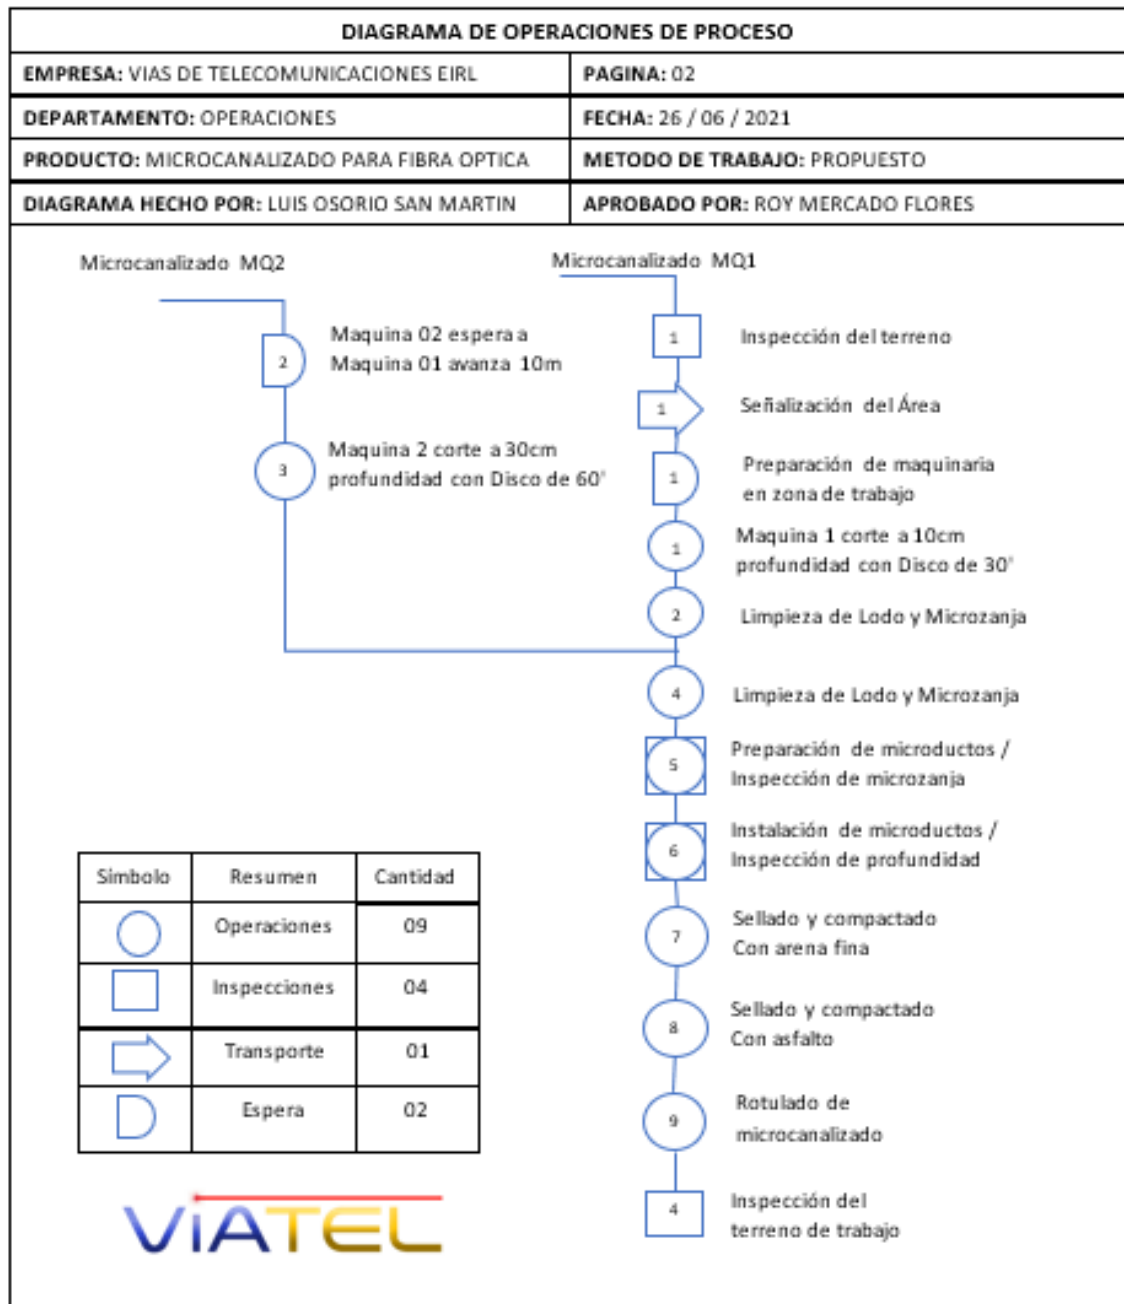 DIAGRAMA DE OPERACIONES DE PROCESO
EMPRESA: VIAS DE TELECOMUNICACIONES EIRL
PAGINA: 02
DEPARTAMENTO: OPERACIONES
FECHA: 26 / 06 / 2021
PRODUCTO: MICROCANALIZADO PARA FIBRA OPTICA
METODO DE TRABAJO: PROPUESTO
DIAGRAMA HECHO POR: LUIS OSORIO SAN MARTIN
APROBADO POR: ROY MERCADO FLORES
Microcanalizado MQ2
2
Maquina 02 espera a
Maquina 01 avanza 10m
3
Maquina 2 corte a 30cm
profundidad con Disco de 60'
Microcanalizado MQ1
1
Inspección del terreno
1
Señalización del Área
1
Preparación de maquinaria
en zona de trabajo
1
Maquina 1 corte a 10cm
profundidad con Disco de 30'
2
Limpieza de Lodo y Microzanja
4
Limpieza de Lodo y Microzanja
5
Preparación de microductos /
Inspección de microzanja
6
Instalación de microductos /
Inspección de profundidad
7
Sellado y compactado
Con arena fina
8
Sellado y compactado
Con asfalto
9
Rotulado de
microcanalizado
4
Inspección del
terreno de trabajo
Símbolo Resumen Cantidad
Operaciones 09
Inspecciones 04
Transporte 01
Espera 02
ViATEL